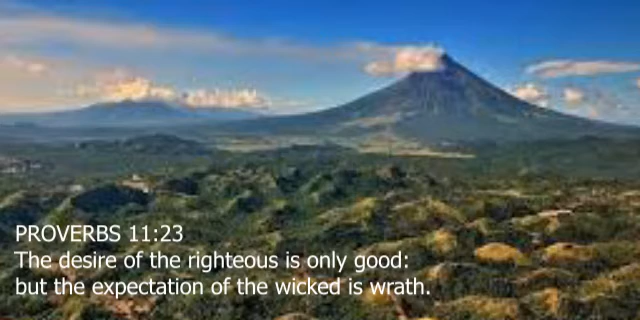 PROVERBS 11:23
The desire of the righteous is only good:
but the expectation of the wicked is wrath.